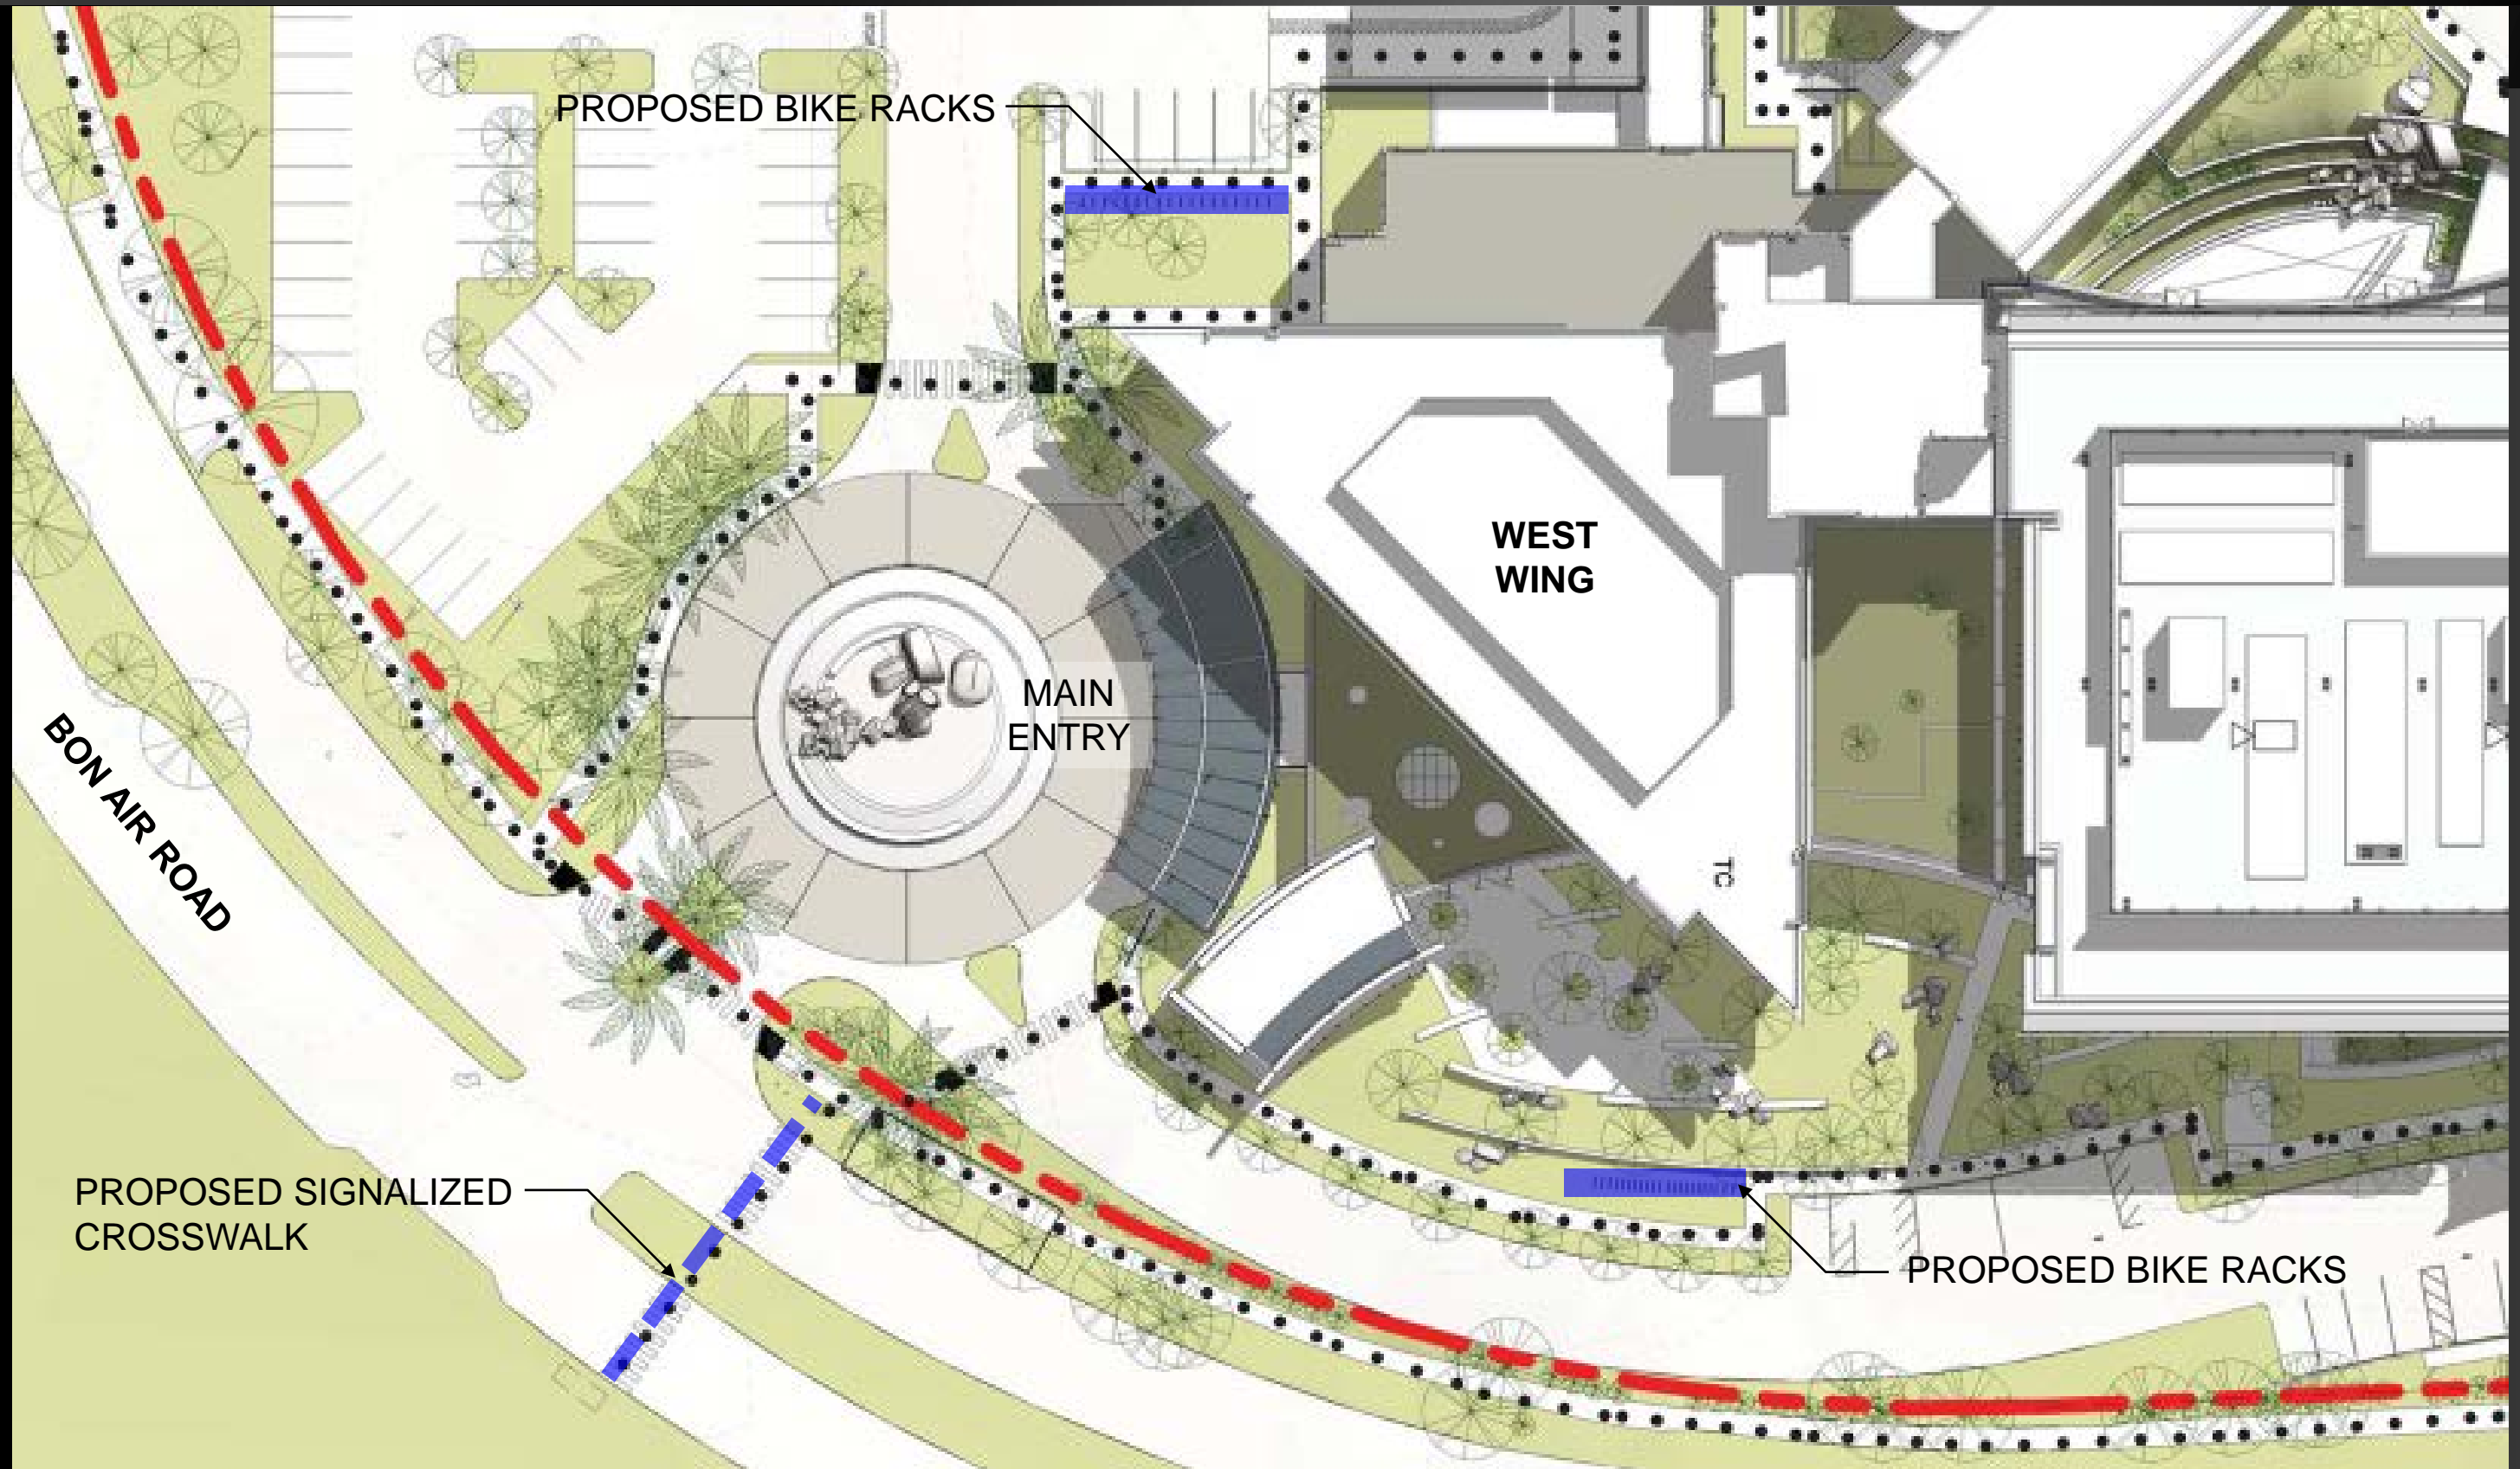 PROPOSED BIKE RACKS
WEST
WING
MAIN
ENTRY
BON AIR ROAD
TC
PROPOSED SIGNALIZED
CROSSWALK
PROPOSED BIKE RACKS